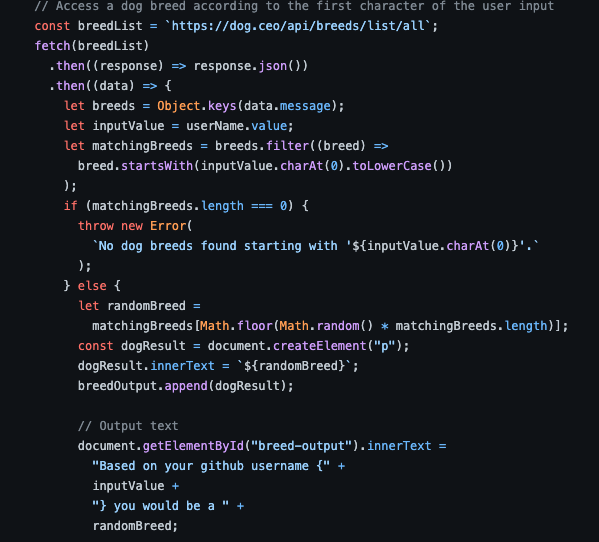 // Access a dog breed according to the first character of the user input
const breedList = `https://dog.ceo/api/breeds/list/all`;
fetch(breedList)
.then((response) => response.json())
.then((data) => {
let breeds = Object.keys(data.message);
let inputValue = userName.value;
let matchingBreeds = breeds.filter((breed) =>
breed.startsWith(inputValue.charAt(0).toLowerCase())
);
if (matchingBreeds.length === 0) {
throw new Error(
`No dog breeds found starting with '${inputValue.charAt(0)}'.`
);
} else {
let randomBreed =
matchingBreeds[Math.floor(Math.random() * matchingBreeds.length)];
const dogResult = document.createElement("p");
dogResult.innerText = `${randomBreed}`;
breedOutput.append(dogResult);
// Output text
document.getElementById("breed-output").innerText =
"Based on your github username {" +
inputValue +
"} you would be a " +
randomBreed;